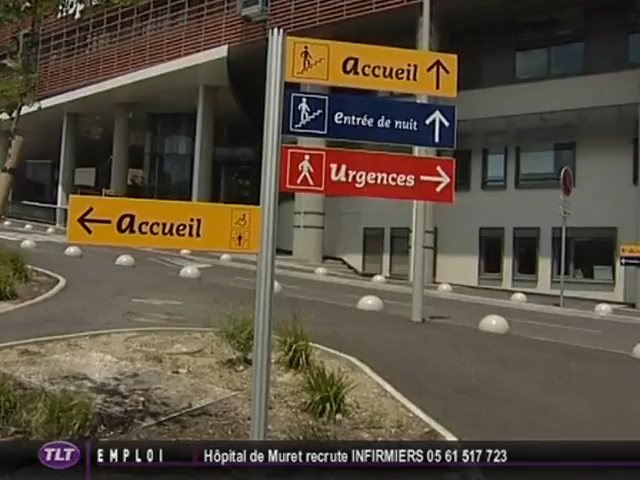 accueil
entrée de nuit
urgences
accueil
TLT EMPLOI Hôpital de Muret recrute INFIRMIERS 05 61 517 723